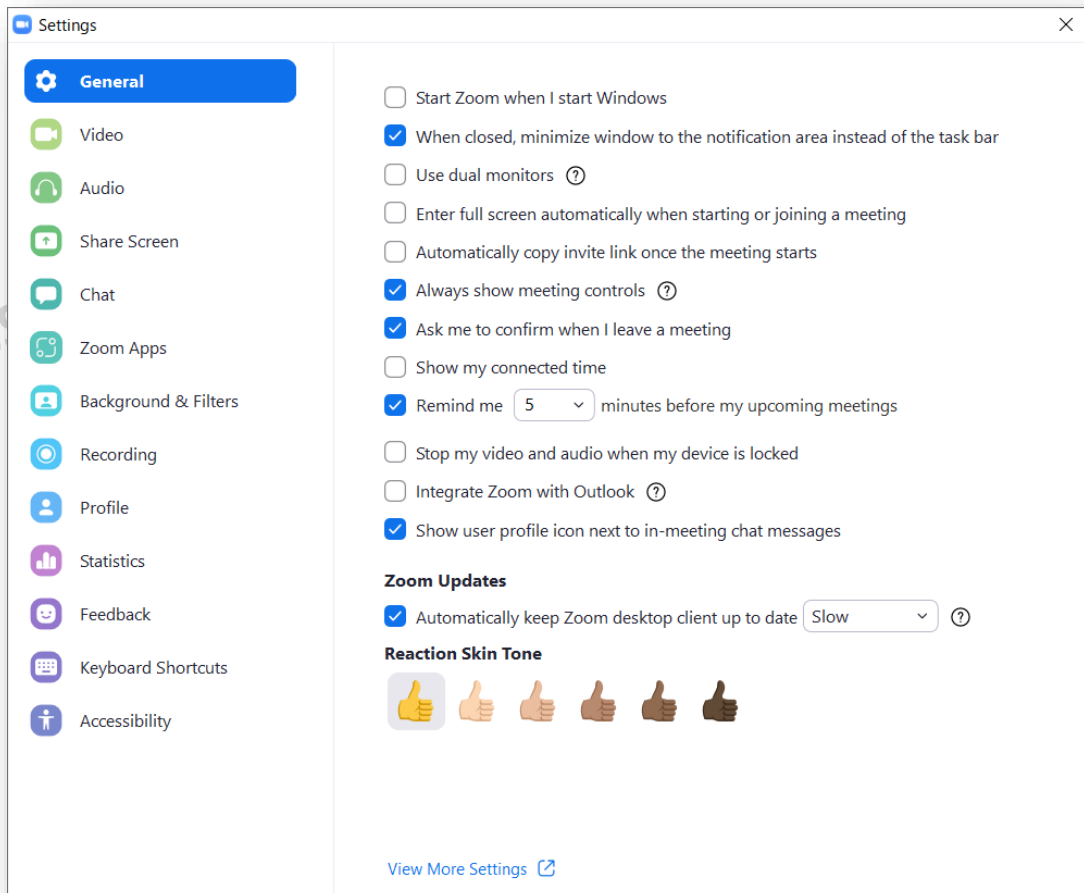 Settings
General
Video
Audio
Share Screen
Chat
Zoom Apps
Background & Filters
Recording
Profile
Statistics
Feedback
Keyboard Shortcuts
Accessibility
Start Zoom when I start Windows
When closed, minimize window to the notification area instead of the task bar
Use dual monitors ?
Enter full screen automatically when starting or joining a meeting
Automatically copy invite link once the meeting starts
Always show meeting controls ?
Ask me to confirm when I leave a meeting
Show my connected time
Remind me 5 minutes before my upcoming meetings
Stop my video and audio when my device is locked
Integrate Zoom with Outlook ?
Show user profile icon next to in-meeting chat messages
Zoom Updates
Automatically keep Zoom desktop client up to date Slow ?
Reaction Skin Tone
View More Settings